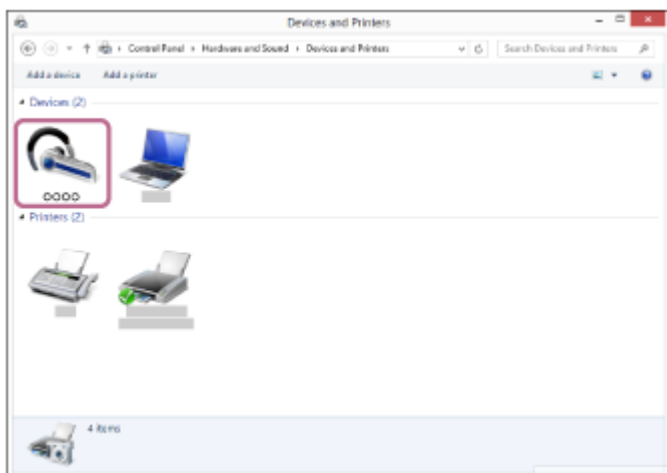 Devices and Printers
Control Panel › Hardware and Sound › Devices and Printers
Search Devices and Printers
Add a device
Add a printer
Devices (2)
OOOO
Printers (2)
4 items